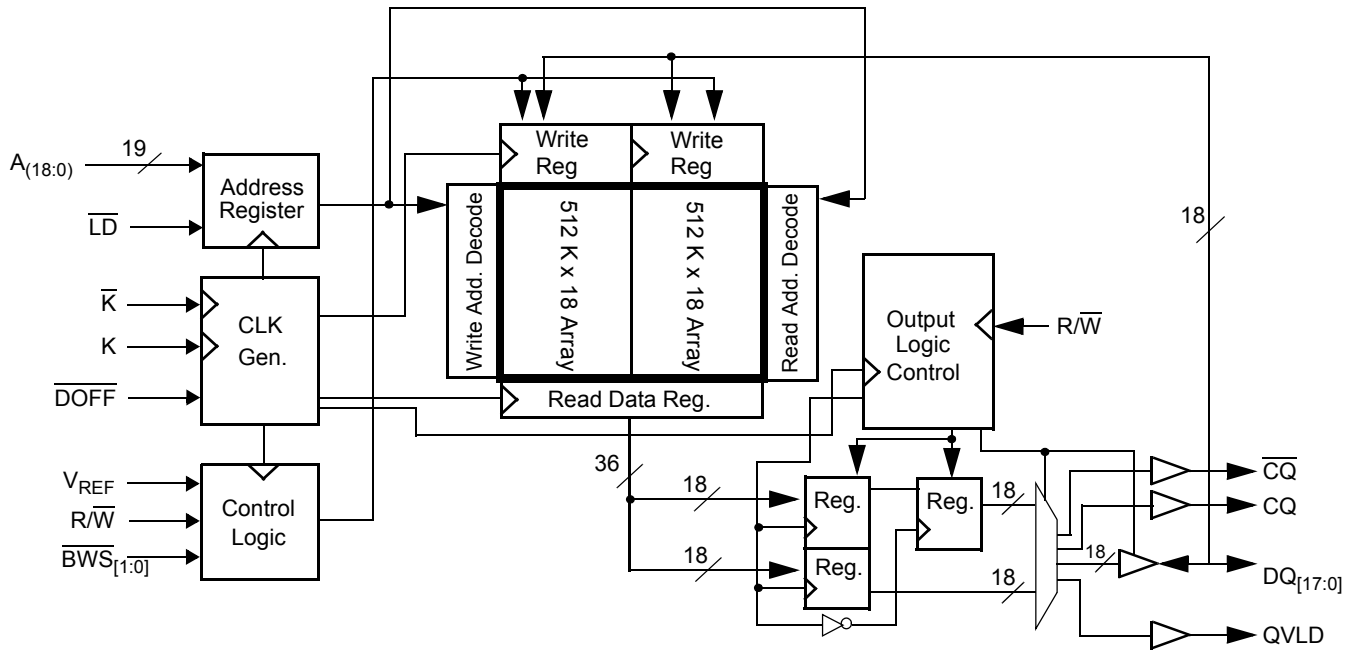 A(18:0)
19
LD
K
K
DOFF
VREF
R/W
BWS[1:0]
Address
Register
CLK
Gen.
Control
Logic
Write
Reg
Write
Reg
Write Add. Decode
512 K x 18 Array
512 K x 18 Array
Read Add. Decode
Read Data Reg.
18
Output
Logic
Control
R/W
36
18
18
Reg.
Reg.
Reg.
18
18
18
CQ
CQ
DQ[17:0]
QVLD